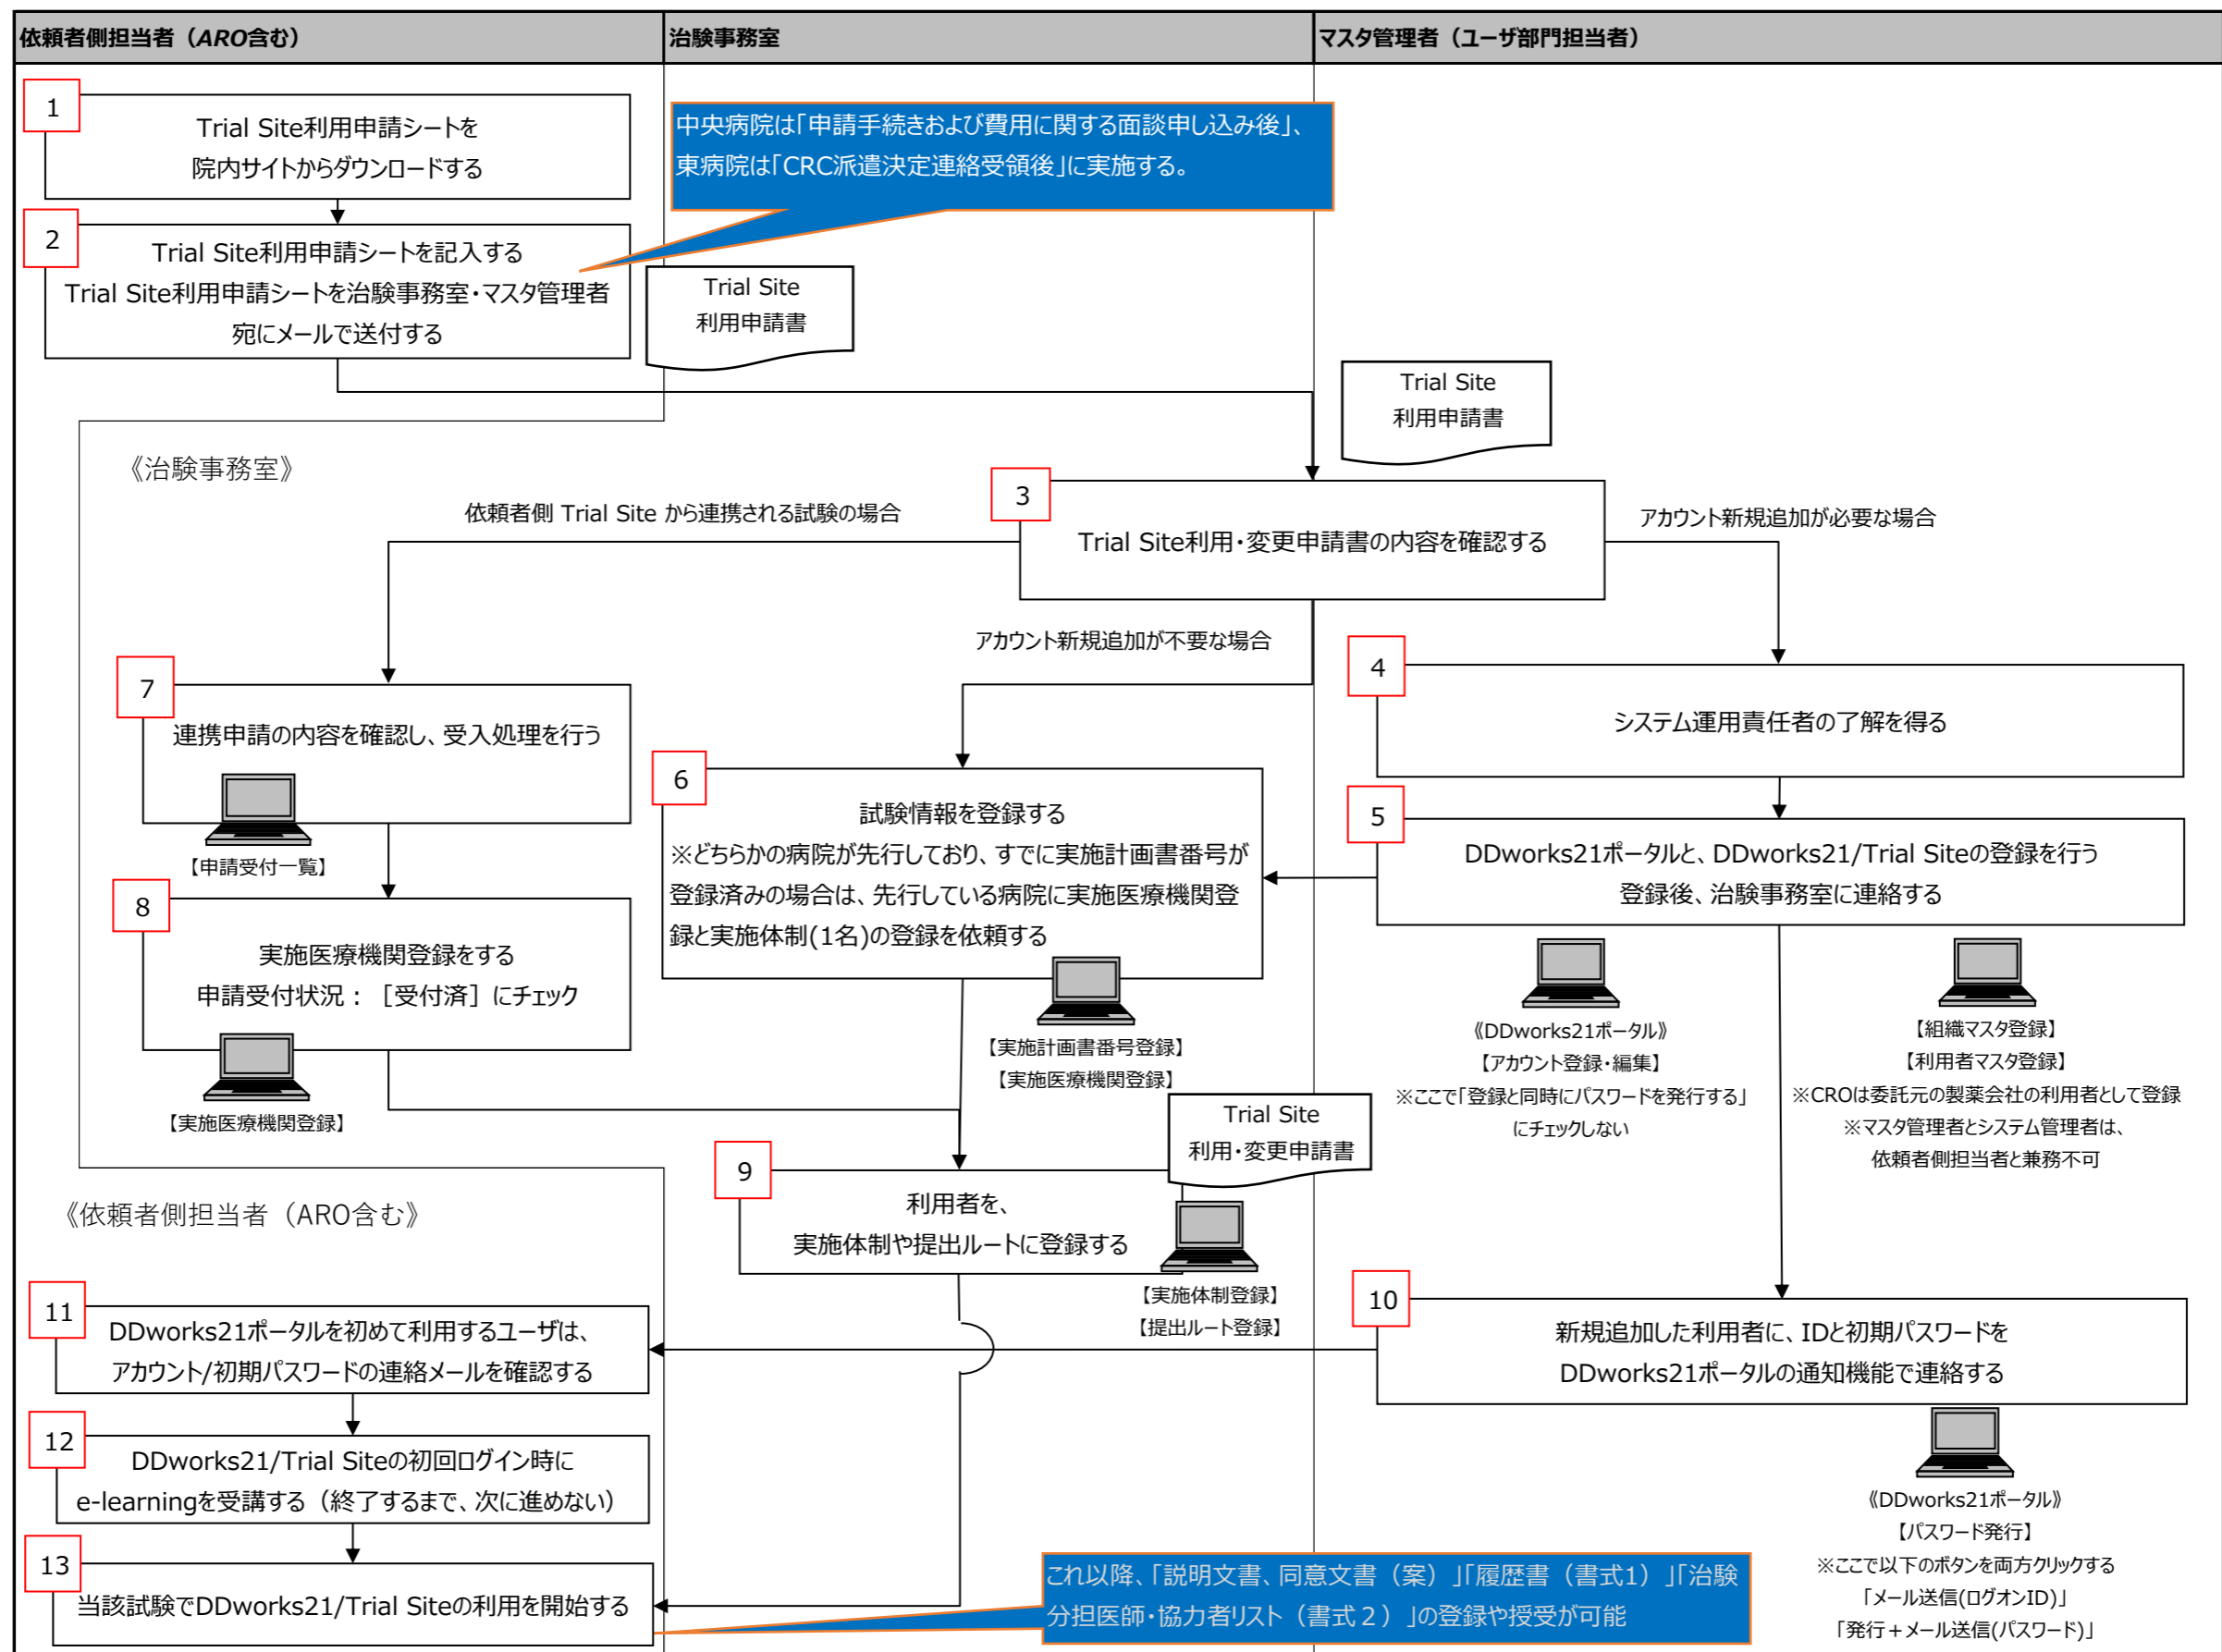 依頼者側担当者（ARO含む）
治験事務室
マスタ管理者（ユーザ部門担当者）
1
Trial Site利用申請シートを
院内サイトからダウンロードする
中央病院は「申請手続きおよび費用に関する面談申し込み後」、
東病院は「CRC派遣決定連絡受領後」に実施する。
2
Trial Site利用申請シートを記入する
Trial Site利用申請シートを治験事務室・マスタ管理者
宛にメールで送付する
Trial Site
利用申請書
Trial Site
利用申請書
《治験事務室》
依頼者側 Trial Site から連携される試験の場合
3
Trial Site利用・変更申請書の内容を確認する
アカウント新規追加が必要な場合
アカウント新規追加が不要な場合
4
システム運用責任者の了解を得る
7
連携申請の内容を確認し、受入処理を行う
【申請受付一覧】
6
試験情報を登録する
※どちらかの病院が先行しており、すでに実施計画書番号が
登録済みの場合は、先行している病院に実施医療機関登
録と実施体制(1名)の登録を依頼する
【実施計画書番号登録】
【実施医療機関登録】
5
DDworks21ポータルと、DDworks21/Trial Siteの登録を行う
登録後、治験事務室に連絡する
《DDworks21ポータル》
【アカウント登録・編集】
※ここで「登録と同時にパスワードを発行する」
にチェックしない
【組織マスタ登録】
【利用者マスタ登録】
※CROは委託元の製薬会社の利用者として登録
※マスタ管理者とシステム管理者は、
依頼者側担当者と兼務不可
8
実施医療機関登録をする
申請受付状況：［受付済］にチェック
【実施医療機関登録】
Trial Site
利用・変更申請書
9
利用者を、
実施体制や提出ルートに登録する
【実施体制登録】
【提出ルート登録】
《依頼者側担当者（ARO含む》
10
新規追加した利用者に、IDと初期パスワードを
DDworks21ポータルの通知機能で連絡する
《DDworks21ポータル》
【パスワード発行】
※ここで以下のボタンを両方クリックする
「メール送信(ログオンID)」
「発行＋メール送信(パスワード)」
11
DDworks21ポータルを初めて利用するユーザは、
アカウント/初期パスワードの連絡メールを確認する
12
DDworks21/Trial Siteの初回ログイン時に
e-learningを受講する（終了するまで、次に進めない）
13
当該試験でDDworks21/Trial Siteの利用を開始する
これ以降、「説明文書、同意文書（案）」「履歴書（書式1）」「治験
分担医師・協力者リスト（書式２）」の登録や授受が可能